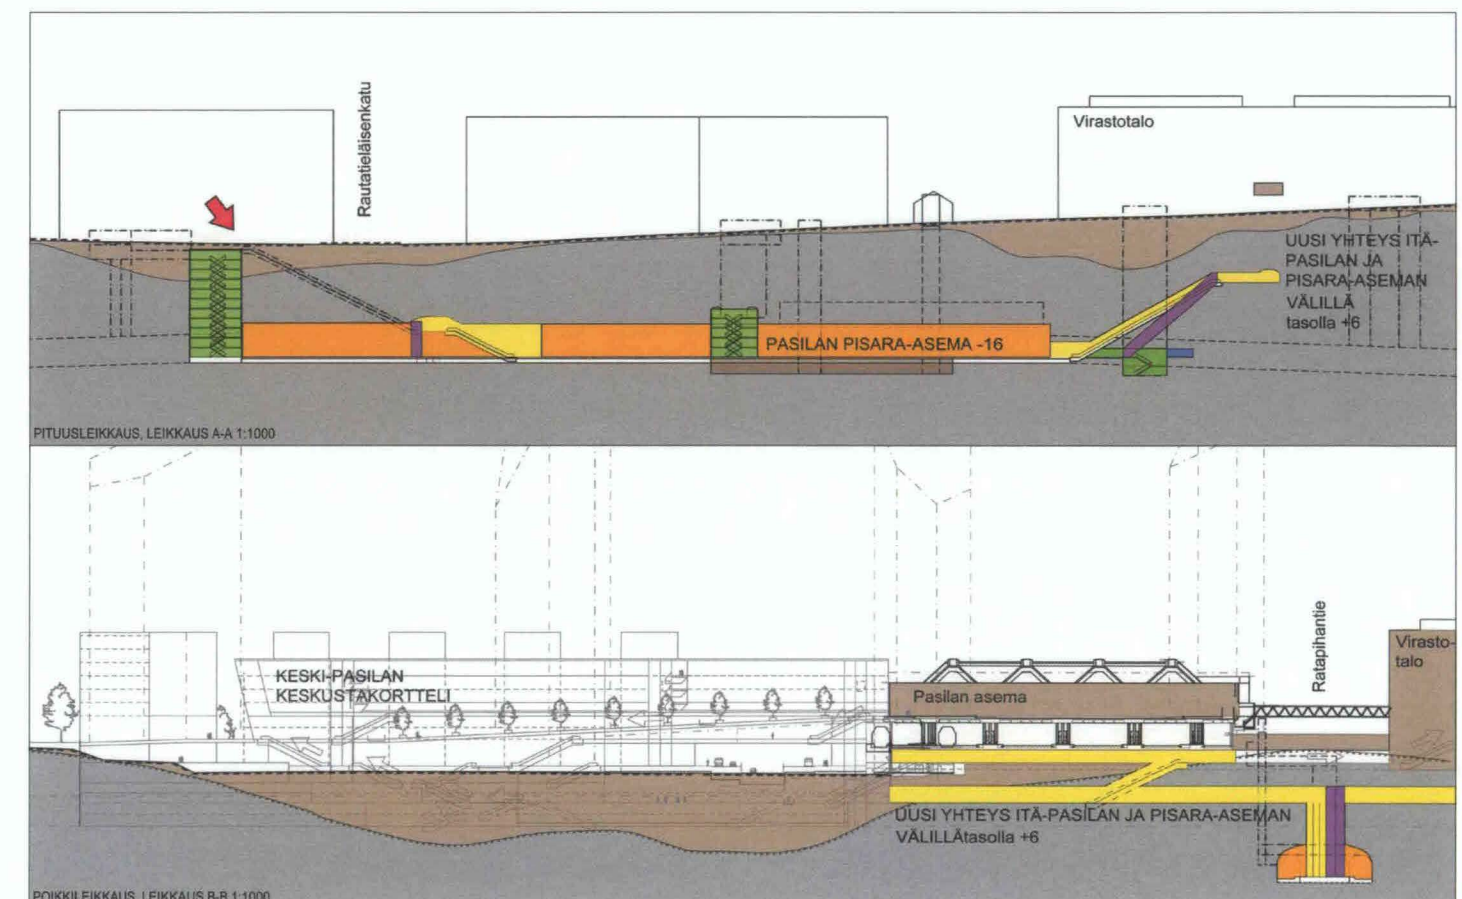 Rautatieläisenkatu
Virastotalo
UUSI YHTEYS ITÄ-
PASILAN JA
PISARA-ASEMAN
VÄLILLÄ
tasolla +6
PASILAN PISARA-ASEMA -16
PITUUSLEIKKAUS, LEIKKAUS A-A 1:1000
Ratapihantie
Virasto-
talo
KESKI-PASILAN
KESKUSTAKORTTELI
Pasilan asema
UUSI YHTEYS ITÄ-PASILAN JA PISARA-ASEMAN
VÄLILLÄtasolla +6
POIKKILEIKKAUS, LEIKKAUS B-B 1:1000